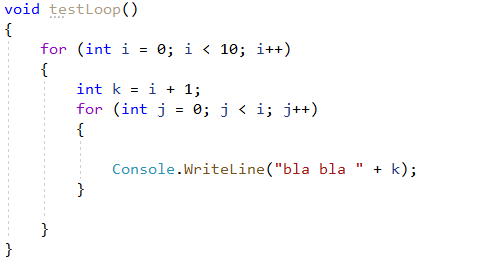 void testLoop()
{
    for (int i = 0; i < 10; i++)
    {
        int k = i + 1;
        for (int j = 0; j < i; j++)
        {
            Console.WriteLine("bla bla " + k);
        }
    }
}